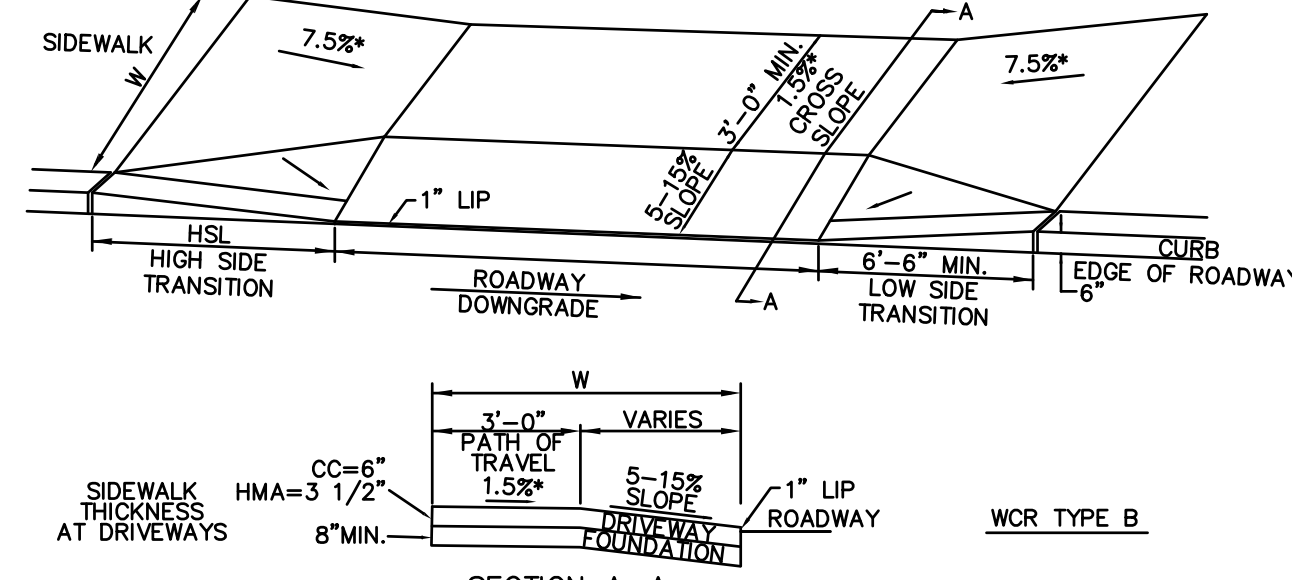 A
SIDEWALK
W
7.5%*
3'-0" MIN.
1.5%*
CROSS
SLOPE
7.5%*
5-15%
SLOPE
1" LIP
HSL
HIGH SIDE
TRANSITION
ROADWAY
DOWNGRADE
A
6'-6" MIN.
LOW SIDE
TRANSITION
CURB
EDGE OF ROADWAY
6"
W
3'-0"
PATH OF
TRAVEL
1.5%*
VARIES
5-15%
SLOPE
CC=6"
HMA=3 1/2"
8"MIN.
SIDEWALK
THICKNESS
AT DRIVEWAYS
DRIVEWAY
FOUNDATION
1" LIP
ROADWAY
WCR TYPE B
SECTION A-A